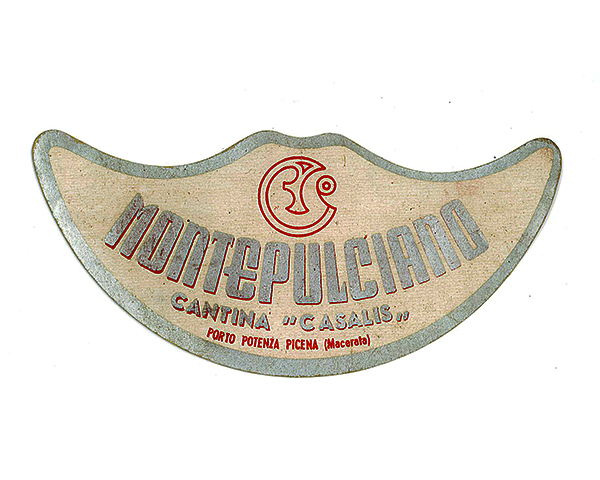 MONTEPULCIANO
CANTINA „CASALIS„
PORTO POTENZA PICENA (Macerata)